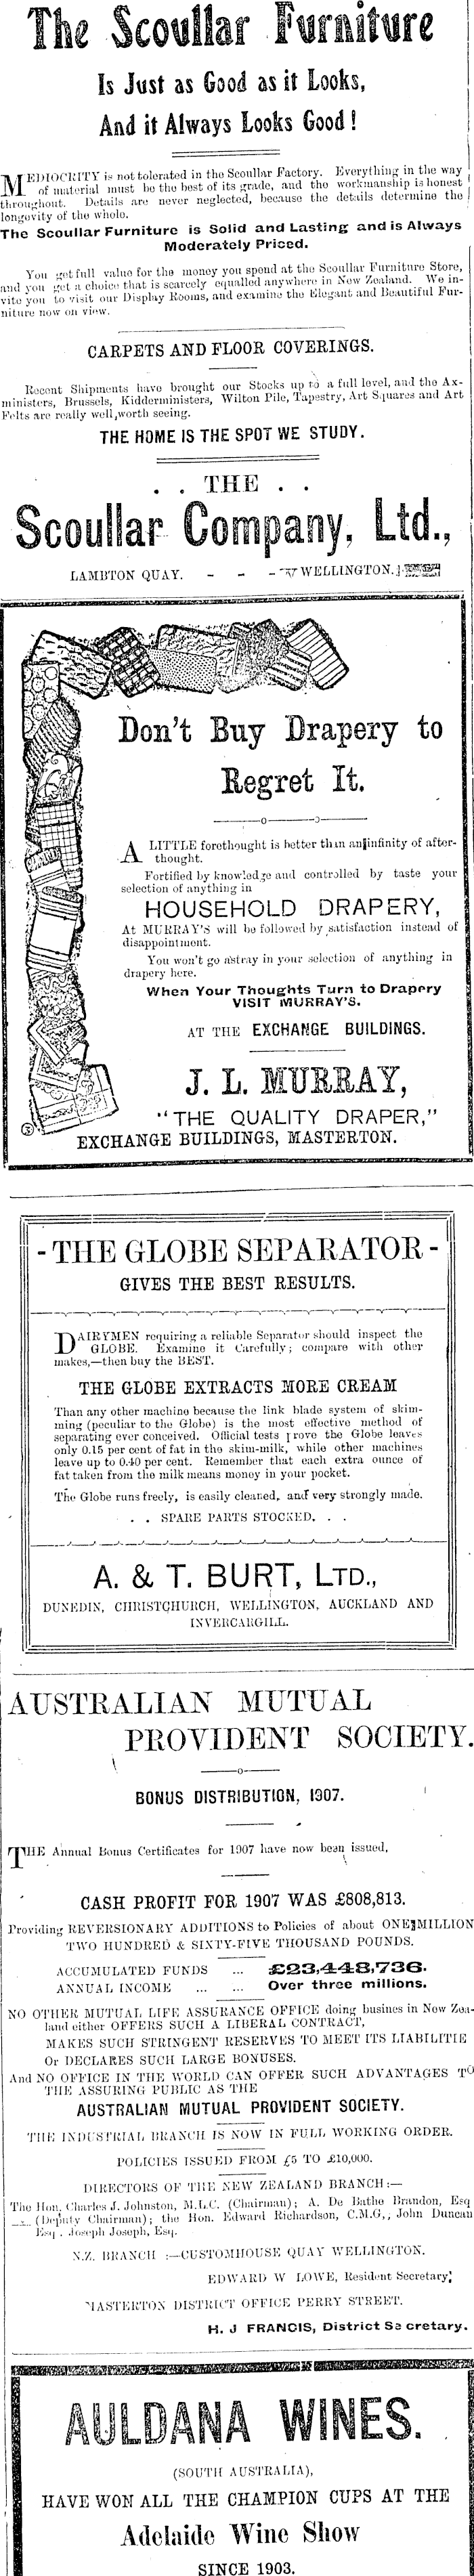 The Scoullar Furniture
Is Just as Good as it Looks,
And it Always Looks Good!
MEDIOCRITY is not tolerated in the Scoullar Factory. Everything in the way
of material must be the best of its grade, and the workmanship is honest
throughout. Details are never neglected, because the details determine the
longevity of the whole.
The Scoullar Furniture is Solid and Lasting and is Always
Moderately Priced.
You get full value for the money you spend at the Scoullar Furniture Store,
and you get a choice that is scarcely equalled anywhere in New Zealand. We in-
vite you to visit our Display Rooms, and examine the Elegant and Beautiful Fur-
niture now on view.
CARPETS AND FLOOR COVERINGS.
Recent Shipments have brought our Stocks up to a full level, and the Ax-
ministers, Brussels, Kidderministers, Wilton Pile, Tapestry, Art Squares and Art
Felts are really well worth seeing.
THE HOME IS THE SPOT WE STUDY.
. . THE . .
Scoullar Company, Ltd.,
LAMBTON QUAY. - - - WELLINGTON.
Don't Buy Drapery to
Regret It.
A LITTLE forethought is better than an infinity of after-
thought.
Fortified by knowledge and controlled by taste your
selection of anything in
HOUSEHOLD DRAPERY,
At MURRAY'S will be followed by satisfaction instead of
disappointment.
You won't go astray in your selection of anything in
drapery here.
When Your Thoughts Turn to Drapery
VISIT MURRAY'S.
AT THE EXCHANGE BUILDINGS.
J. L. MURRAY,
"THE QUALITY DRAPER,"
EXCHANGE BUILDINGS, MASTERTON.
- THE GLOBE SEPARATOR -
GIVES THE BEST RESULTS.
DAIRYMEN requiring a reliable Separator should inspect the
GLOBE. Examine it Carefully; compare with other
makes,—then buy the BEST.
THE GLOBE EXTRACTS MORE CREAM
Than any other machine because the link blade system of skim-
ming (peculiar to the Globe) is the most effective method of
separating ever conceived. Official tests prove the Globe leaves
only 0.15 per cent of fat in the skim-milk, while other machines
leave up to 0.40 per cent. Remember that each extra ounce of
fat taken from the milk means money in your pocket.
The Globe runs freely, is easily cleaned, and very strongly made.
. . SPARE PARTS STOCKED. . .
A. & T. BURT, LTD.,
DUNEDIN, CHRISTCHURCH, WELLINGTON, AUCKLAND AND
INVERCARGILL.
AUSTRALIAN MUTUAL
PROVIDENT SOCIETY.
BONUS DISTRIBUTION, 1907.
THE Annual Bonus Certificates for 1907 have now been issued,
CASH PROFIT FOR 1907 WAS £808,813.
Providing REVERSIONARY ADDITIONS to Policies of about ONE MILLION
TWO HUNDRED & SIXTY-FIVE THOUSAND POUNDS.
ACCUMULATED FUNDS ... £23,448,736.
ANNUAL INCOME ... ... Over three millions.
NO OTHER MUTUAL LIFE ASSURANCE OFFICE doing busines in New Zea-
land either OFFERS SUCH A LIBERAL CONTRACT,
MAKES SUCH STRINGENT RESERVES TO MEET ITS LIABILITIE
Or DECLARES SUCH LARGE BONUSES.
And NO OFFICE IN THE WORLD CAN OFFER SUCH ADVANTAGES TO
THE ASSURING PUBLIC AS THE
AUSTRALIAN MUTUAL PROVIDENT SOCIETY.
THE INDUSTRIAL BRANCH IS NOW IN FULL WORKING ORDER.
POLICIES ISSUED FROM £5 TO £10,000.
DIRECTORS OF THE NEW ZEALAND BRANCH:—
The Hon. Charles J. Johnston, M.L.C. (Chairman); A. De Bathe Brandon, Esq
(Deputy Chairman); the Hon. Edward Richardson, C.M.G,, John Duncan
Esq. Joseph Joseph, Esq.
N.Z. BRANCH :—CUSTOMHOUSE QUAY WELLINGTON.
EDWARD W LOWE, Resident Secretary
MASTERTON DISTRICT OFFICE PERRY STREET.
H. J FRANCIS, District Secretary.
AULDANA WINES.
(SOUTH AUSTRALIA),
HAVE WON ALL THE CHAMPION CUPS AT THE
Adelaide Wine Show
SINCE 1903.